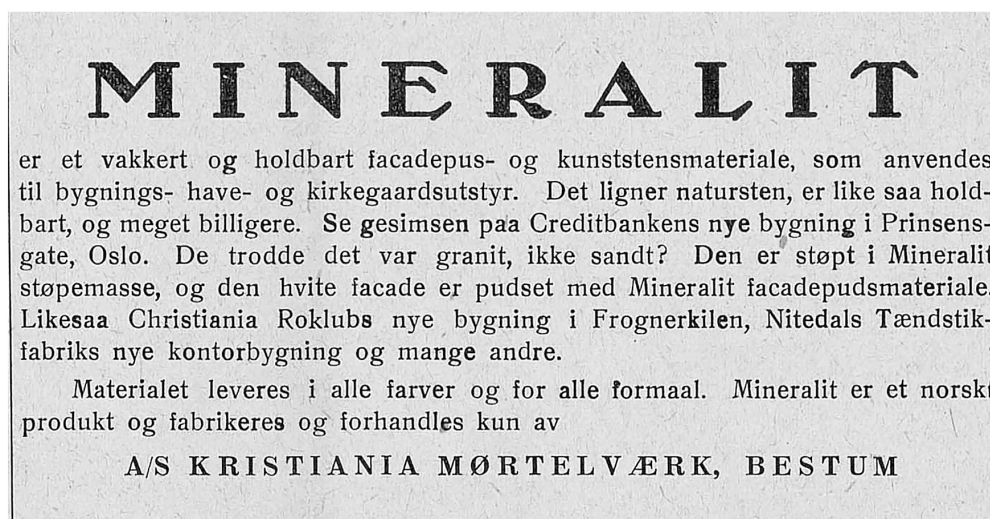 MINERALIT
er et vakkert og holdbart facadepus- og kunststensmateriale, som anvendes
til bygnings- have- og kirkegaardsutstyr. Det ligner natursten, er like saa hold-
bart, og meget billigere. Se gesimsen paa Creditbankens nye bygning i Prinsens-
gate, Oslo. De trodde det var granit, ikke sandt? Den er støpt i Mineralit
støpemasse, og den hvite facade er pudset med Mineralit facadepudsmateriale.
Likesaa Christiania Roklubs nye bygning i Frognerkilen, Nitedals Tændstik-
fabriks nye kontorbygning og mange andre.
Materialet leveres i alle farver og for alle formaal. Mineralit er et norskt
produkt og fabrikeres og forhandles kun av
A/S KRISTIANIA MØRTELVÆRK, BESTUM